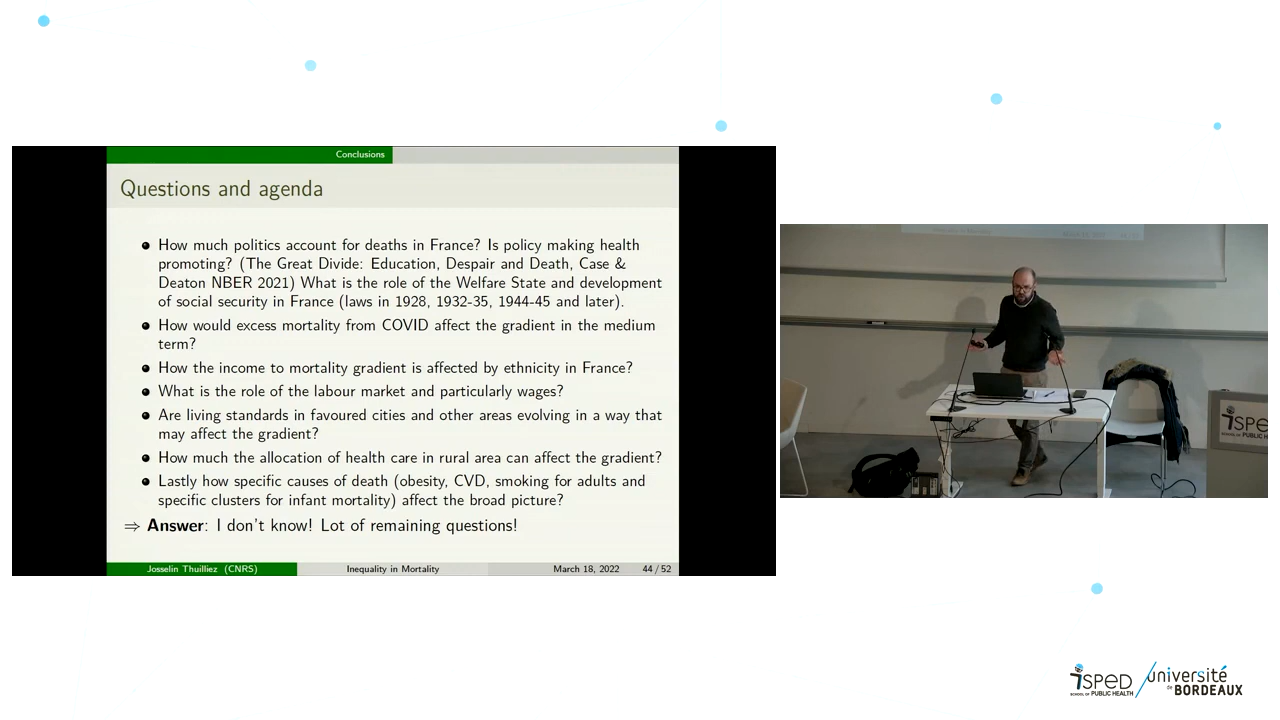 Conclusions
Questions and agenda
How much politics account for deaths in France? Is policy making health
promoting? (The Great Divide: Education, Despair and Death, Case &
Deaton NBER 2021) What is the role of the Welfare State and development
of social security in France (laws in 1928, 1932-35, 1944-45 and later).
How would excess mortality from COVID affect the gradient in the medium
term?
How the income to mortality gradient is affected by ethnicity in France?
What is the role of the labour market and particularly wages?
Are living standards in favoured cities and other areas evolving in a way that
may affect the gradient?
How much the allocation of health care in rural area can affect the gradient?
Lastly how specific causes of death (obesity, CVD, smoking for adults and
specific clusters for infant mortality) affect the broad picture?
⇒ Answer: I don't know! Lot of remaining questions!
Josselin Thuilliez (CNRS) Inequality in Mortality March 18, 2022 44 / 52
ISPED
SCHOOL OF PUBLIC HEALTH
université
de BORDEAUX